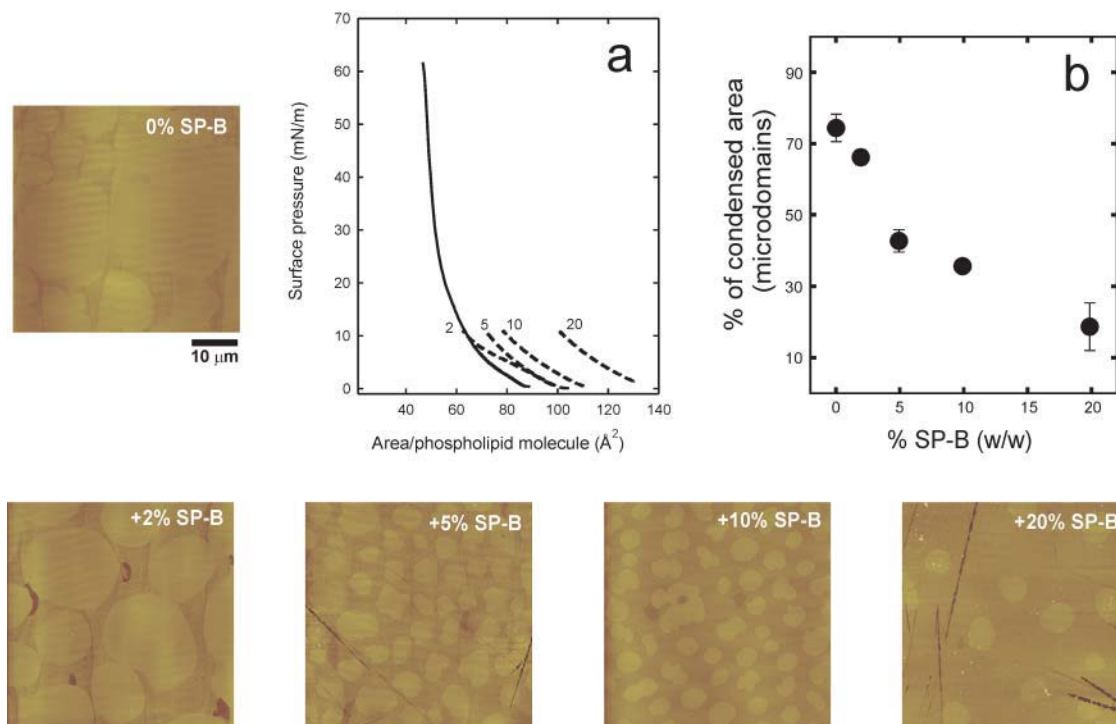 0% SP-B
10 μm
a
Surface pressure (mN/m)
70
60
50
40
30
20
10
0
2
5
10
20
40
60
80
100
120
140
Area/phospholipid molecule (Å²)
b
% of condensed area
(microdomains)
90
70
50
30
10
0
5
10
15
20
% SP-B (w/w)
+2% SP-B
+5% SP-B
+10% SP-B
+20% SP-B